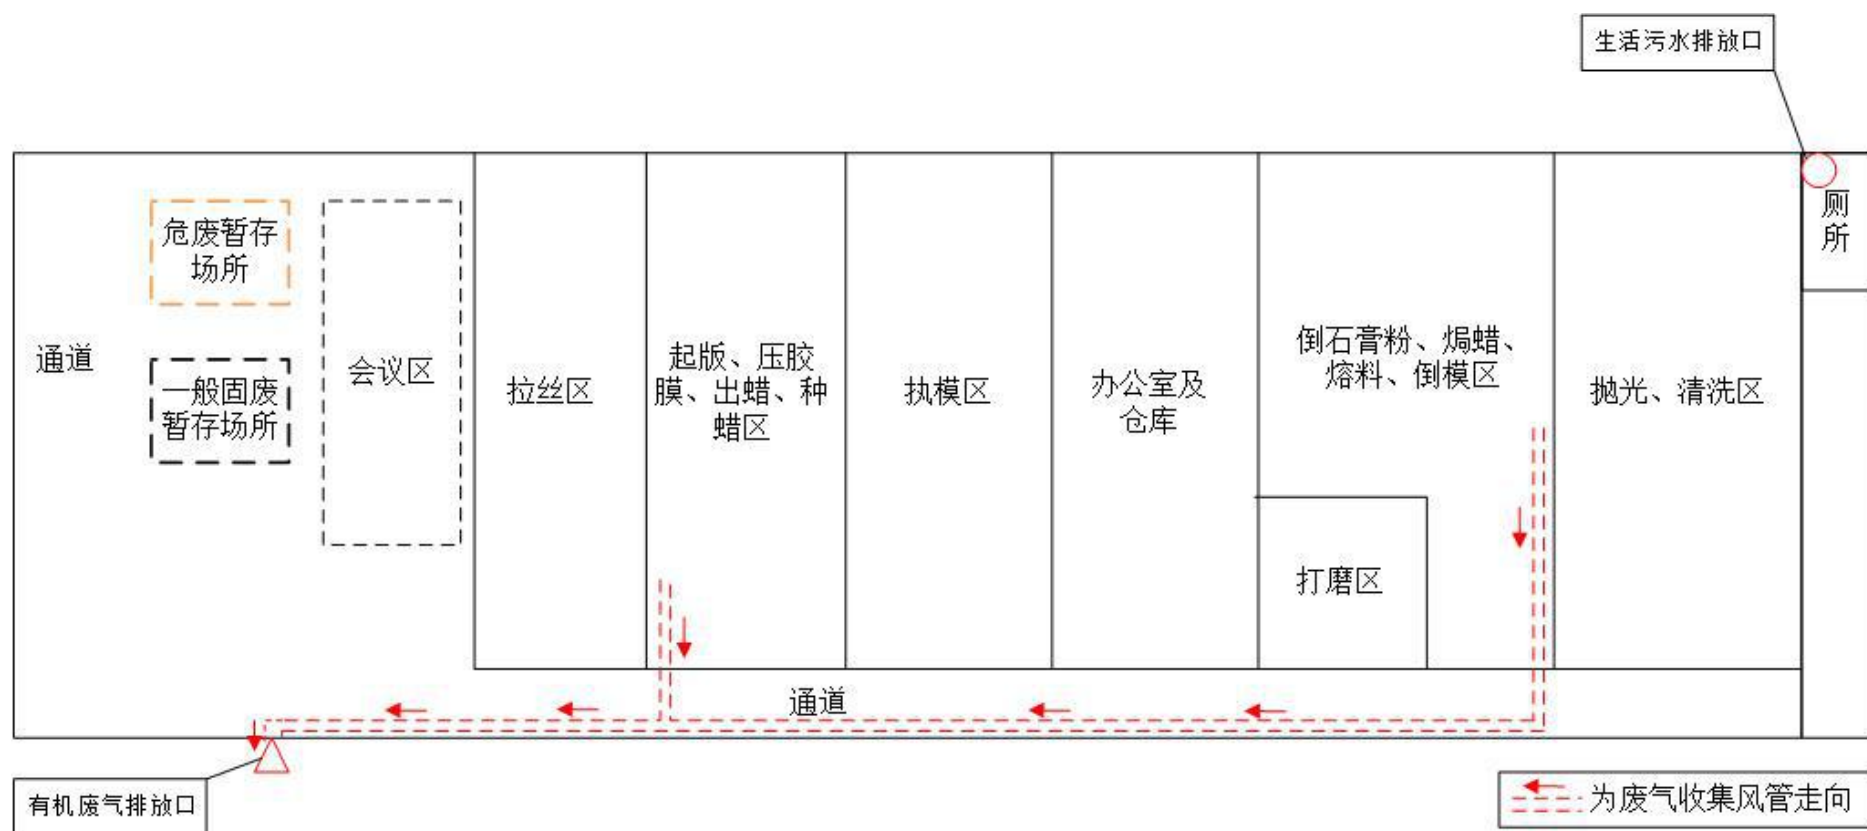 生活污水排放口
厕
所
危废暂存
场所
通道
一般固废
暂存场所
会议区
拉丝区
起版、压胶
膜、出蜡、种
蜡区
执模区
办公室及
仓库
倒石膏粉、焗蜡、
熔料、倒模区
打磨区
抛光、清洗区
通道
有机废气排放口
为废气收集风管走向